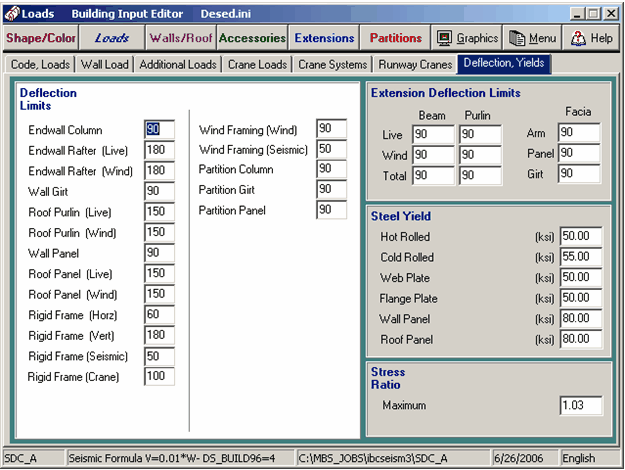 Loads Building Input Editor Desed.ini
Shape/Color Loads Walls/Roof Accessories Extensions Partitions Graphics Menu Help
Code, Loads Wall Load Additional Loads Crane Loads Crane Systems Runway Cranes Deflection, Yields
Deflection
Limits
Endwall Column 90
Endwall Rafter (Live) 180
Endwall Rafter (Wind) 180
Wall Girt 90
Roof Purlin (Live) 150
Roof Purlin (Wind) 150
Wall Panel 90
Roof Panel (Live) 150
Roof Panel (Wind) 150
Rigid Frame (Horz) 60
Rigid Frame (Vert) 180
Rigid Frame (Seismic) 50
Rigid Frame (Crane) 100
Wind Framing (Wind) 90
Wind Framing (Seismic) 50
Partition Column 90
Partition Girt 90
Partition Panel 90
Extension Deflection Limits
Beam Purlin Facia
Live 90 90 Arm 90
Wind 90 90 Panel 90
Total 90 90 Girt 90
Steel Yield
Hot Rolled (ksi) 50.00
Cold Rolled (ksi) 55.00
Web Plate (ksi) 50.00
Flange Plate (ksi) 50.00
Wall Panel (ksi) 80.00
Roof Panel (ksi) 80.00
Stress
Ratio
Maximum 1.03
SDC_A Seismic Formula V=0.01*W- DS_BUILD96=4 C:\MBS_JOBS\ibcseism3\SDC_A 6/26/2006 English